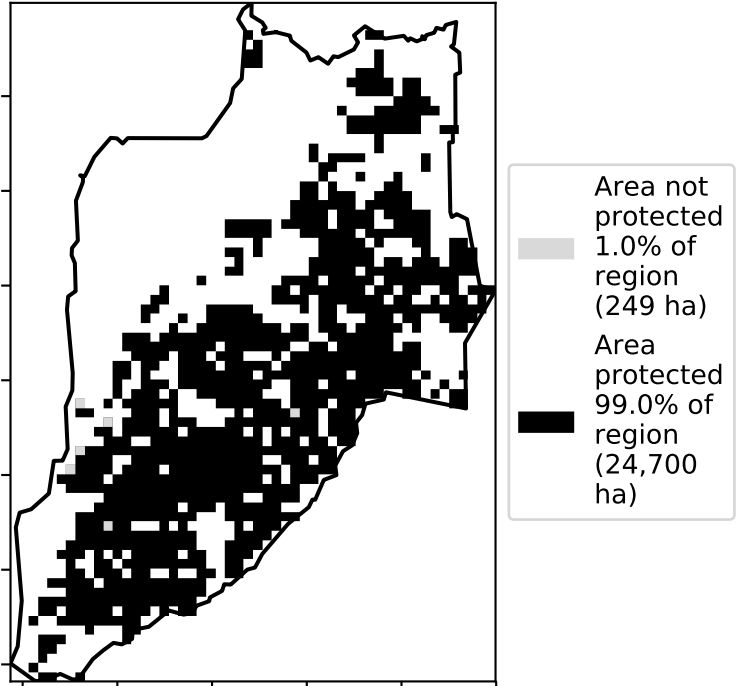 Area not
protected
1.0% of
region
(249 ha)
Area
protected
99.0% of
region
(24,700
ha)